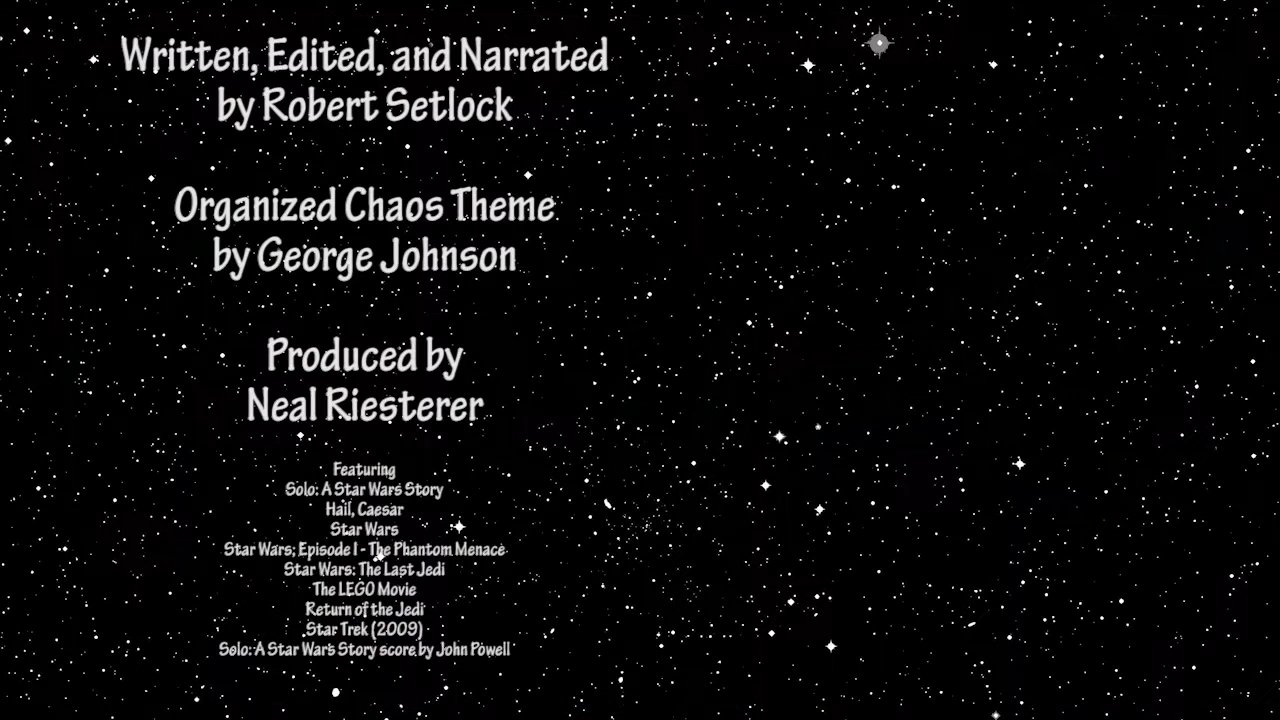 Written, Edited, and Narrated
by Robert Setlock
Organized Chaos Theme
by George Johnson
Produced by
Neal Riesterer
Featuring
Solo: A Star Wars Story
Hail, Caesar
Star Wars
Star Wars; Episode I - The Phantom Menace
Star Wars: The Last Jedi
The LEGO Movie
Return of the Jedi
Star Trek (2009)
Solo: A Star Wars Story score by John Powell